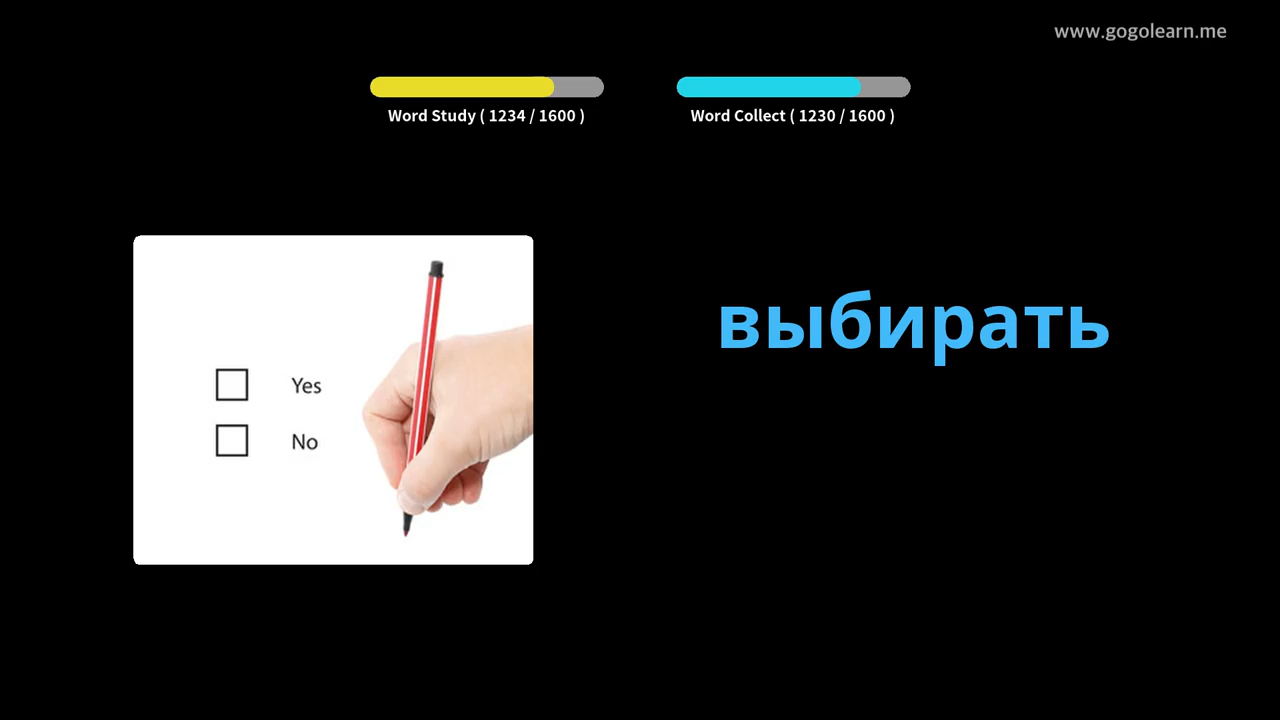 www.gogolearn.me
Word Study ( 1234 / 1600 )
Word Collect ( 1230 / 1600 )
выбирать
Yes
No